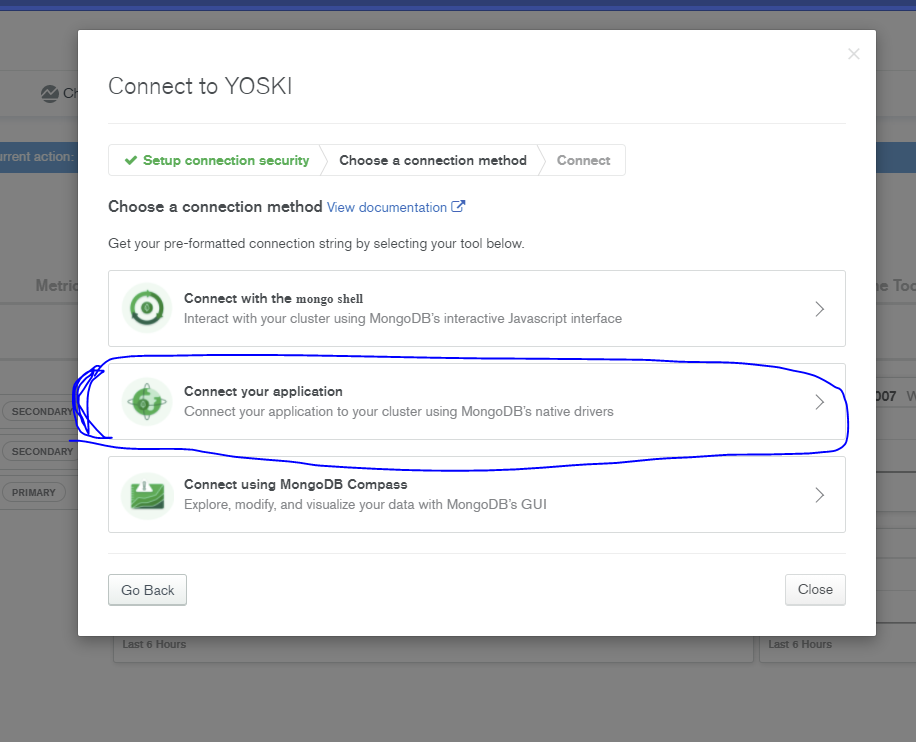 Connect to YOSKI
Setup connection security Choose a connection method Connect
Choose a connection method View documentation
Get your pre-formatted connection string by selecting your tool below.
Connect with the mongo shell
Interact with your cluster using MongoDB's interactive Javascript interface
Connect your application
Connect your application to your cluster using MongoDB's native drivers
Connect using MongoDB Compass
Explore, modify, and visualize your data with MongoDB's GUI
Go Back Close
urrent action:
Metric
SECONDARY
SECONDARY
PRIMARY
007
Last 6 Hours Last 6 Hours